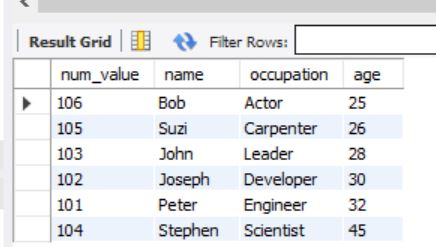 Result Grid Filter Rows:
num_value name occupation age
106 Bob Actor 25
105 Suzi Carpenter 26
103 John Leader 28
102 Joseph Developer 30
101 Peter Engineer 32
104 Stephen Scientist 45